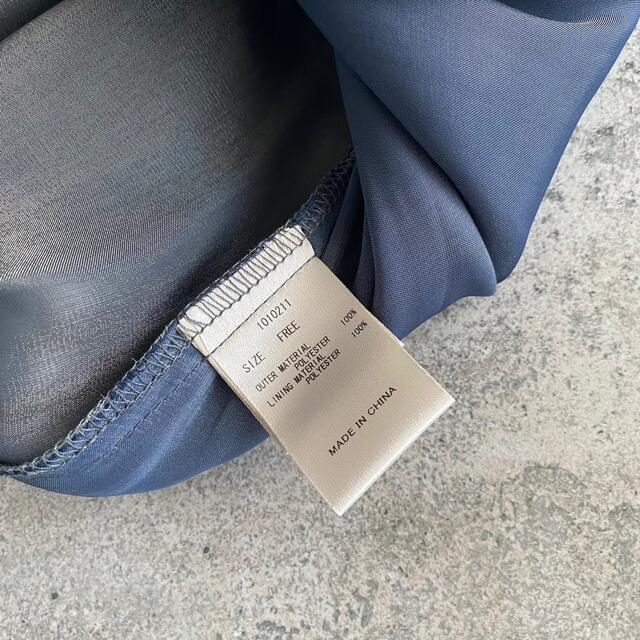 1010211
SIZE FREE
OUTER MATERIAL
POLYESTER 100%
LINING MATERIAL
POLYESTER 100%
MADE IN CHINA